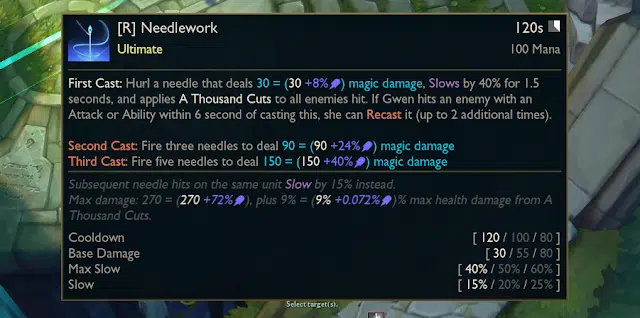 [R] Needlework 120s
Ultimate 100 Mana
First Cast: Hurl a needle that deals 30 = (30 +8%) magic damage, Slows by 40% for 1.5
seconds, and applies A Thousand Cuts to all enemies hit. If Gwen hits an enemy with an
Attack or Ability within 6 second of casting this, she can Recast it (up to 2 additional times).
Second Cast: Fire three needles to deal 90 = (90 +24%) magic damage
Third Cast: Fire five needles to deal 150 = (150 +40%) magic damage
Subsequent needle hits on the same unit Slow by 15% instead.
Max damage: 270 = (270 +72%), plus 9% = (9% +0.072%)% max health damage from A
Thousand Cuts.
Cooldown [ 120 / 100 / 80 ]
Base Damage [ 30 / 55 / 80 ]
Max Slow [ 40% / 50% / 60% ]
Slow [ 15% / 20% / 25% ]
Select target(s).